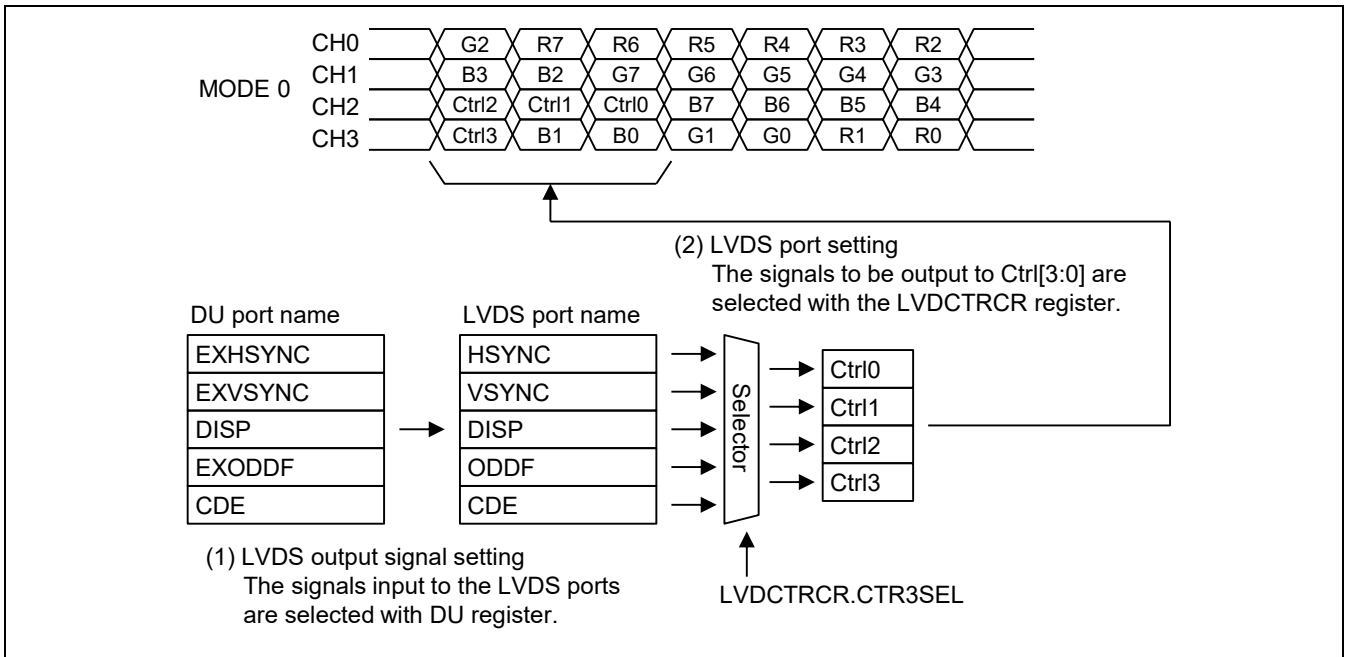 CH0 G2 R7 R6 R5 R4 R3 R2
MODE 0
CH1 B3 B2 G7 G6 G5 G4 G3
CH2 Ctrl2 Ctrl1 Ctrl0 B7 B6 B5 B4
CH3 Ctrl3 B1 B0 G1 G0 R1 R0
(2) LVDS port setting
The signals to be output to Ctrl[3:0] are
selected with the LVDCTRCR register.
DU port name LVDS port name
EXHSYNC HSYNC
EXVSYNC VSYNC
DISP DISP
EXODDF ODDF
CDE CDE
Selector
Ctrl0
Ctrl1
Ctrl2
Ctrl3
(1) LVDS output signal setting
The signals input to the LVDS ports
are selected with DU register.
LVDCTRCR.CTR3SEL